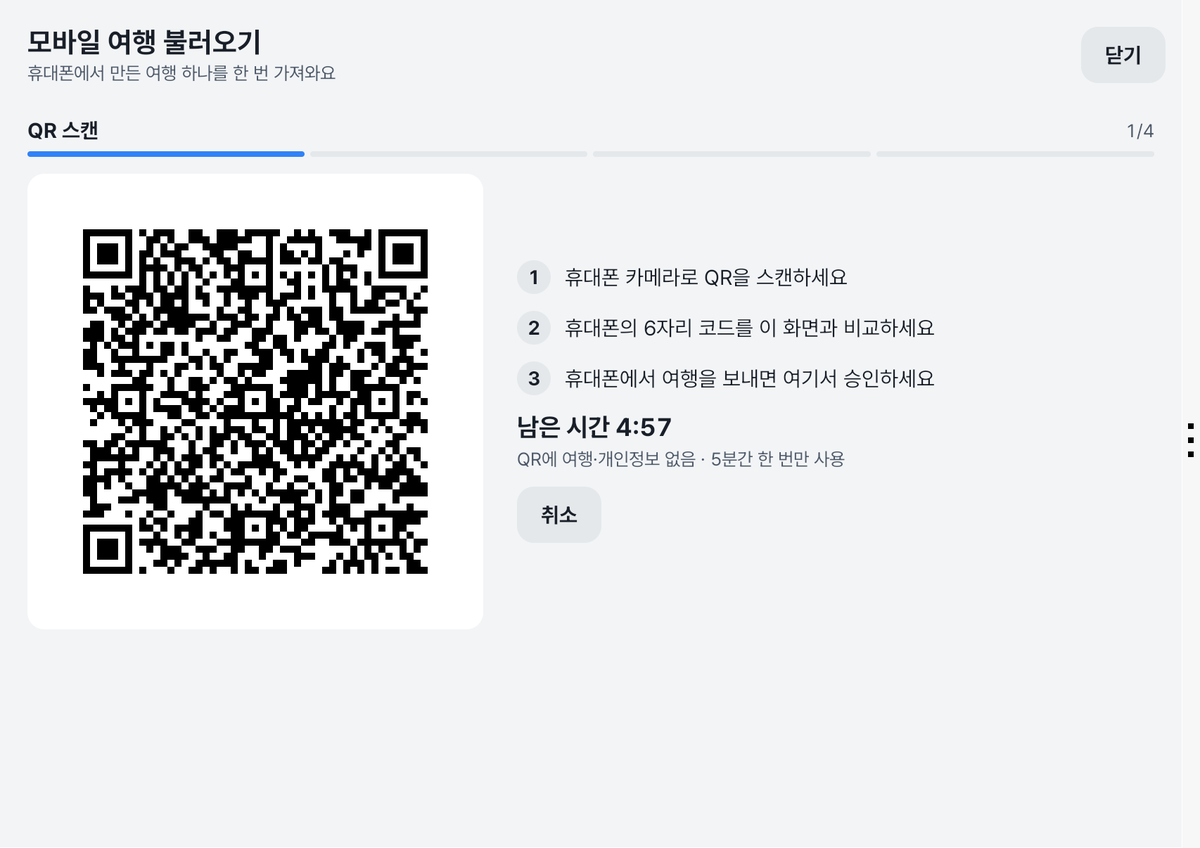 모바일 여행 불러오기
닫기
휴대폰에서 만든 여행 하나를 한 번 가져와요
QR 스캔
1/4
1 휴대폰 카메라로 QR을 스캔하세요
2 휴대폰의 6자리 코드를 이 화면과 비교하세요
3 휴대폰에서 여행을 보내면 여기서 승인하세요
남은 시간 4:57
QR에 여행·개인정보 없음 · 5분간 한 번만 사용
취소